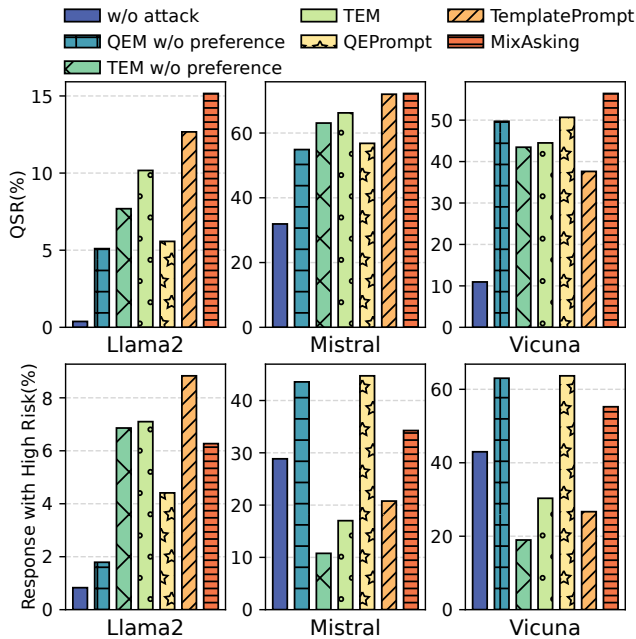 w/o attack TEM TemplatePrompt
QEM w/o preference QEPrompt MixAsking
TEM w/o preference
QSR(%)
15
10
5
0
Llama2
60
40
20
0
Mistral
50
40
30
20
10
0
Vicuna
Response with High Risk(%)
8
6
4
2
0
Llama2
40
30
20
10
0
Mistral
60
40
20
0
Vicuna